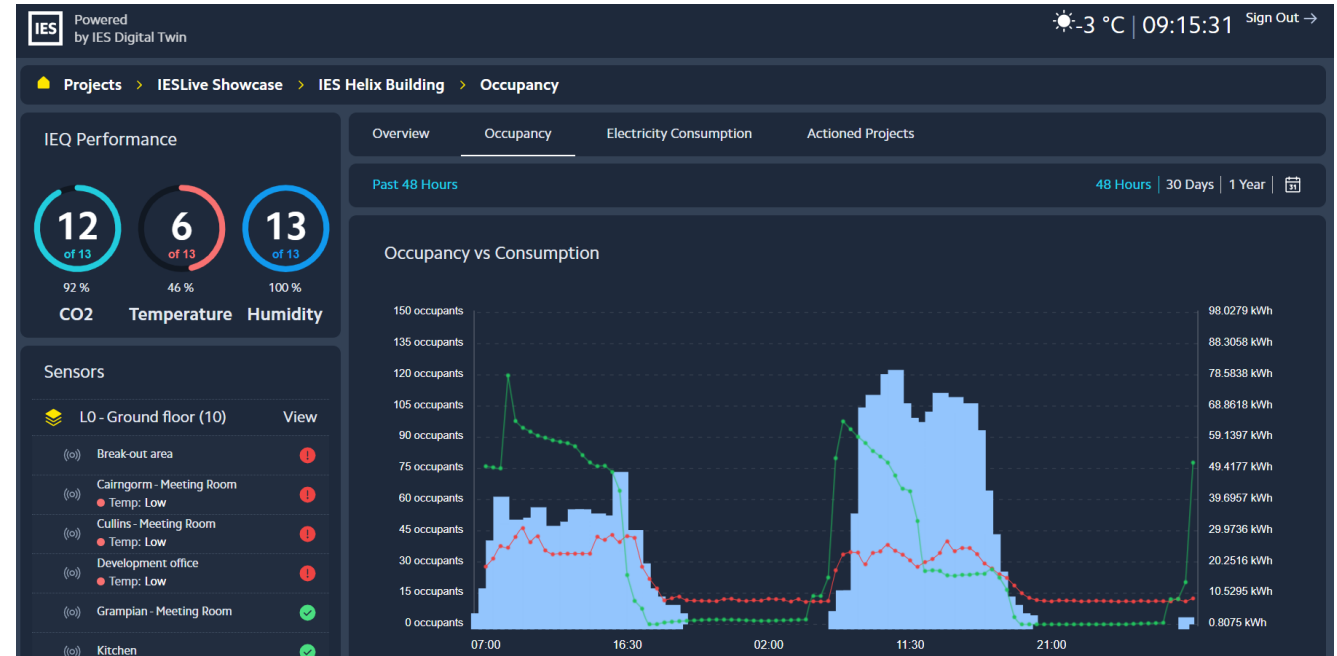 IES
Powered
by IES Digital Twin
-3 °C | 09:15:31
Sign Out →
Projects > IESLive Showcase > IES Helix Building > Occupancy
IEQ Performance
12
of 13
92 %
CO2
6
of 13
46 %
Temperature
13
of 13
100 %
Humidity
Sensors
L0 - Ground floor (10) View
Break-out area
Cairngorm - Meeting Room
Temp: Low
Cullins - Meeting Room
Temp: Low
Development office
Temp: Low
Grampian - Meeting Room
Kitchen
Overview Occupancy Electricity Consumption Actioned Projects
Past 48 Hours
48 Hours | 30 Days | 1 Year |
31
Occupancy vs Consumption
150 occupants
135 occupants
120 occupants
105 occupants
90 occupants
75 occupants
60 occupants
45 occupants
30 occupants
15 occupants
0 occupants
98.0279 kWh
88.3058 kWh
78.5838 kWh
68.8618 kWh
59.1397 kWh
49.4177 kWh
39.6957 kWh
29.9736 kWh
20.2516 kWh
10.5295 kWh
0.8075 kWh
07:00 16:30 02:00 11:30 21:00